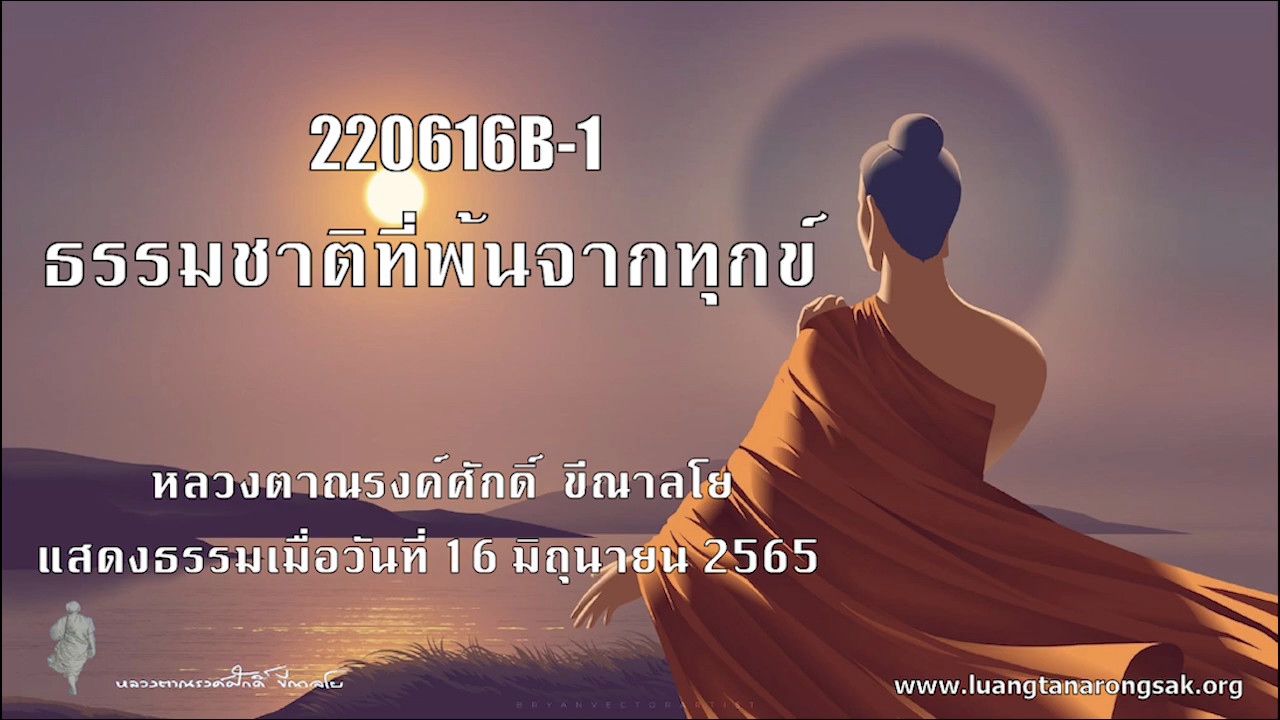 220616B-1
ธรรมชาติที่พ้นจากทุกข์
หลวงตาณรงค์ศักดิ์ ขีณาลโย
แสดงธรรมเมื่อวันที่ 16 มิถุนายน 2565
หลวงตาณรงค์ศักดิ์ ขีณาลโย
www.luangtanarongsak.org
BRYANVECTORARTIST